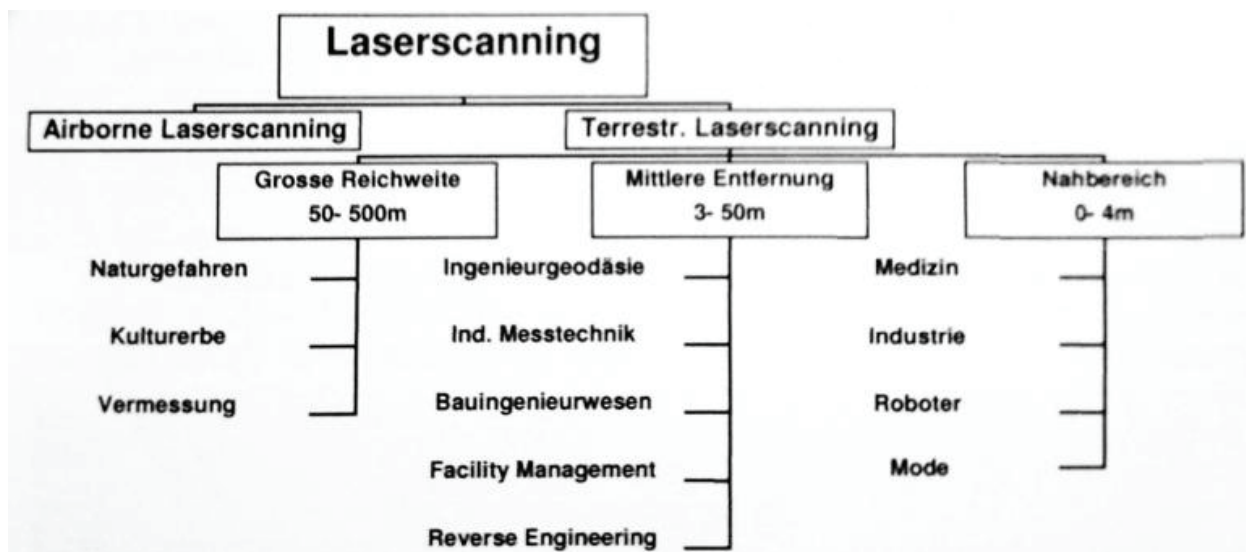 Laserscanning
Airborne Laserscanning
Terrestr. Laserscanning
Grosse Reichweite
50- 500m
Mittlere Entfernung
3- 50m
Nahbereich
0- 4m
Naturgefahren
Kulturerbe
Vermessung
Ingenieurgeodäsie
Ind. Messtechnik
Bauingenieurwesen
Facility Management
Reverse Engineering
Medizin
Industrie
Roboter
Mode